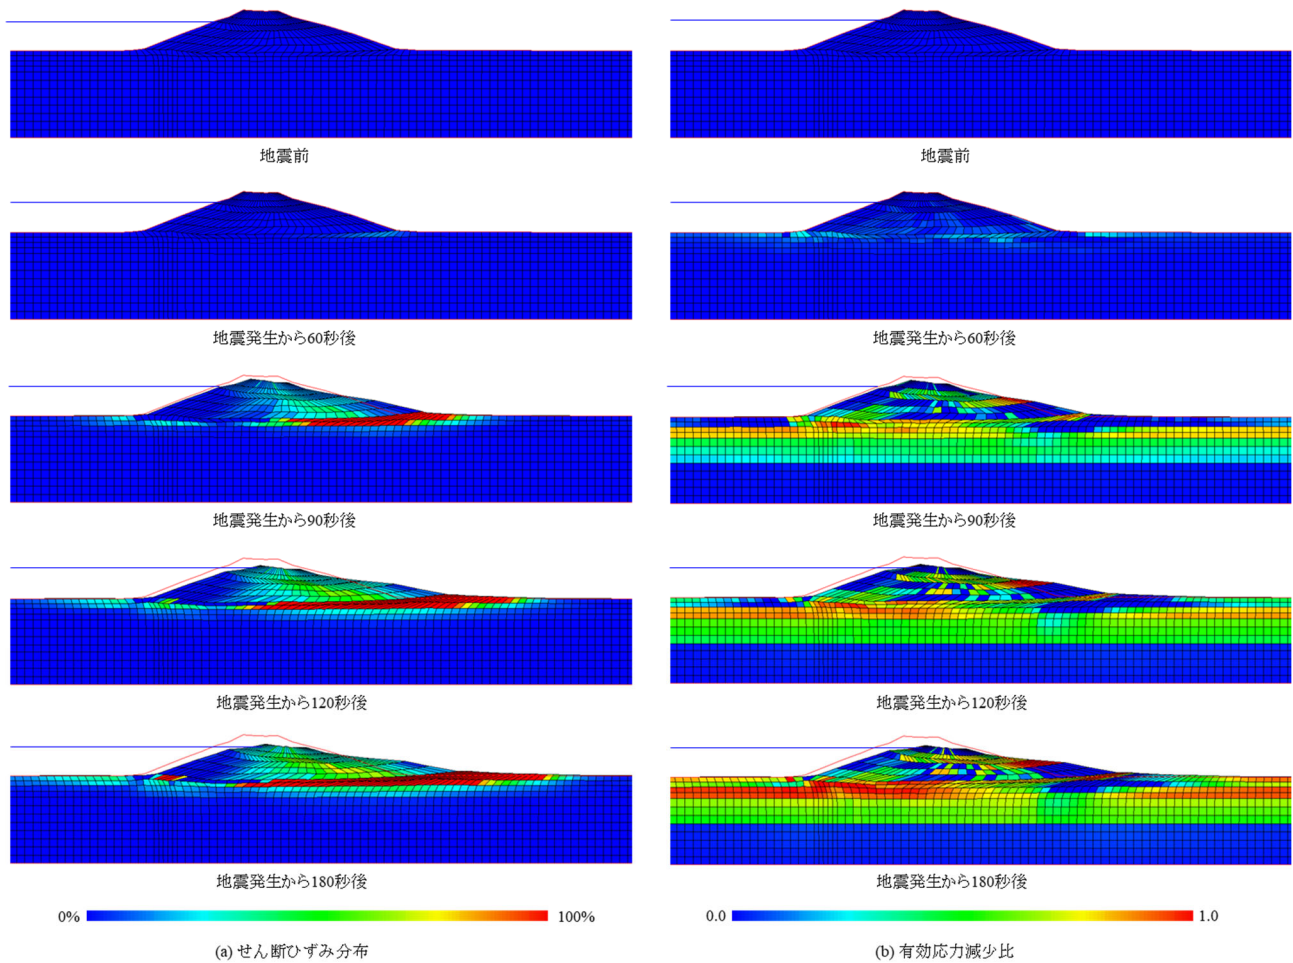 地震前
地震前
地震発生から60秒後
地震発生から60秒後
地震発生から90秒後
地震発生から90秒後
地震発生から120秒後
地震発生から120秒後
地震発生から180秒後
地震発生から180秒後
0% 100%
0.0 1.0
(a) せん断ひずみ分布
(b) 有効応力減少比